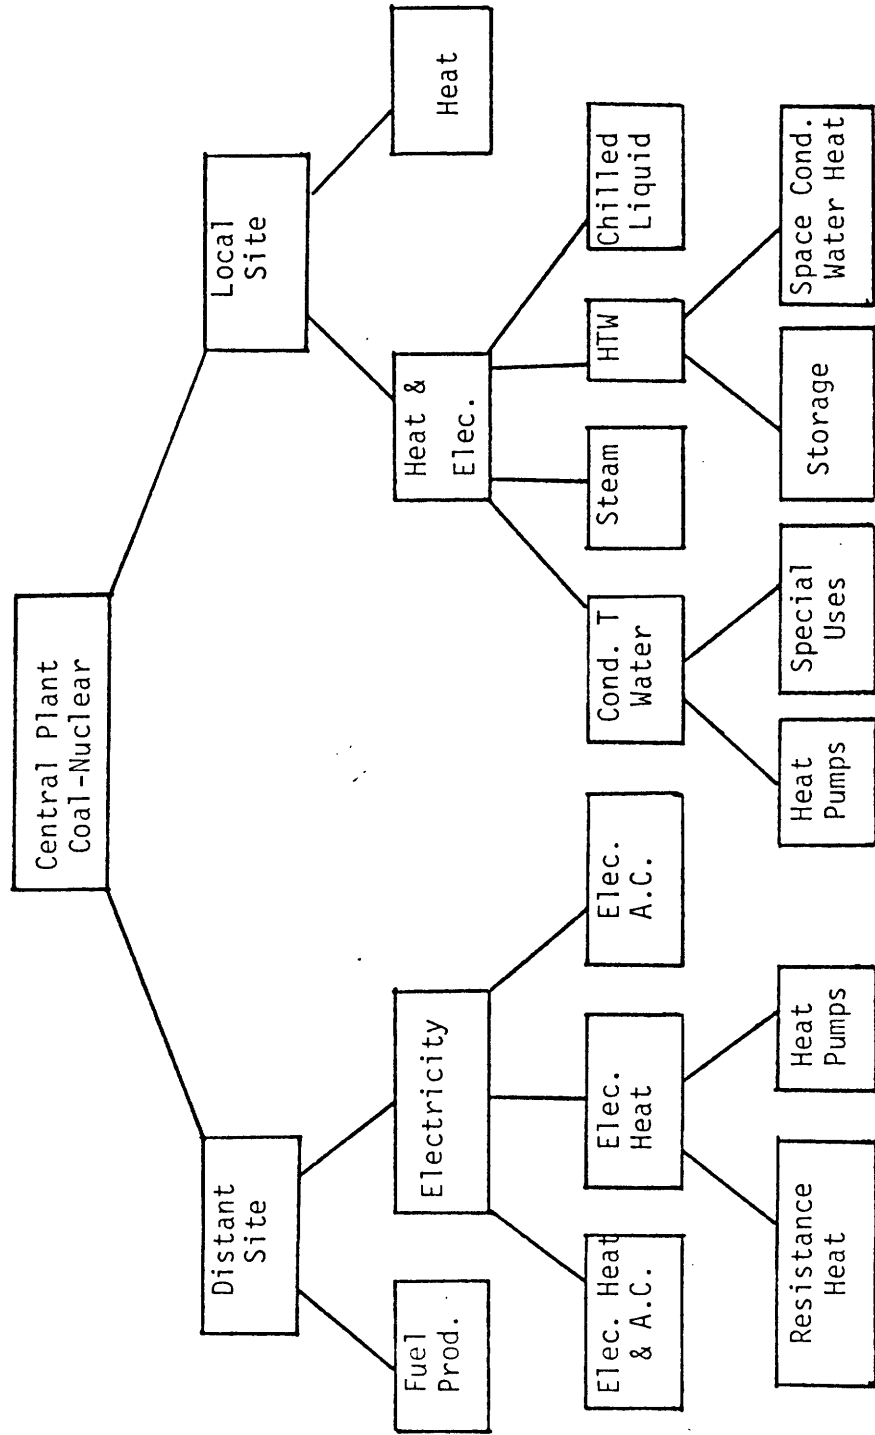 Central Plant
Coal-Nuclear
Distant
Site
Local
Site
Fuel
Prod.
Electricity
Heat &
Elec.
Heat
Elec. Heat
& A.C.
Elec.
Heat
Elec.
A.C.
Cond. T
Water
Steam
HTW
Chilled
Liquid
Resistance
Heat
Heat
Pumps
Heat
Pumps
Special
Uses
Storage
Space Cond.
Water Heat